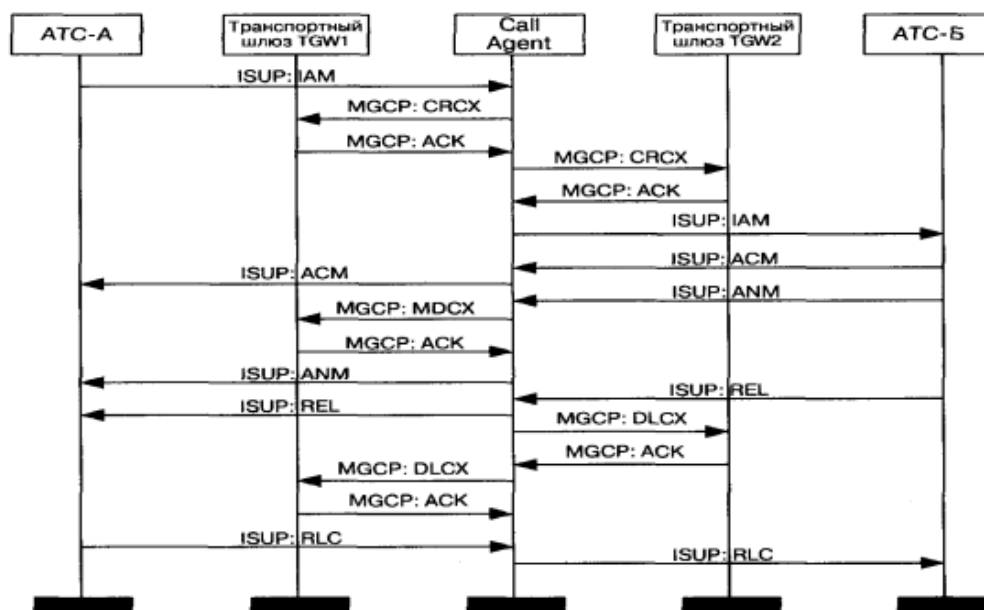 АТС-А
Транспортный
шлюз TGW1
Call
Agent
Транспортный
шлюз TGW2
АТС-Б
ISUP: IAM
MGCP: CRCX
MGCP: ACK
MGCP: CRCX
MGCP: ACK
ISUP: IAM
ISUP: ACM
ISUP: ACM
ISUP: ANM
MGCP: MDCX
MGCP: ACK
ISUP: ANM
ISUP: REL
ISUP: REL
MGCP: DLCX
MGCP: ACK
MGCP: DLCX
MGCP: ACK
ISUP: RLC
ISUP: RLC